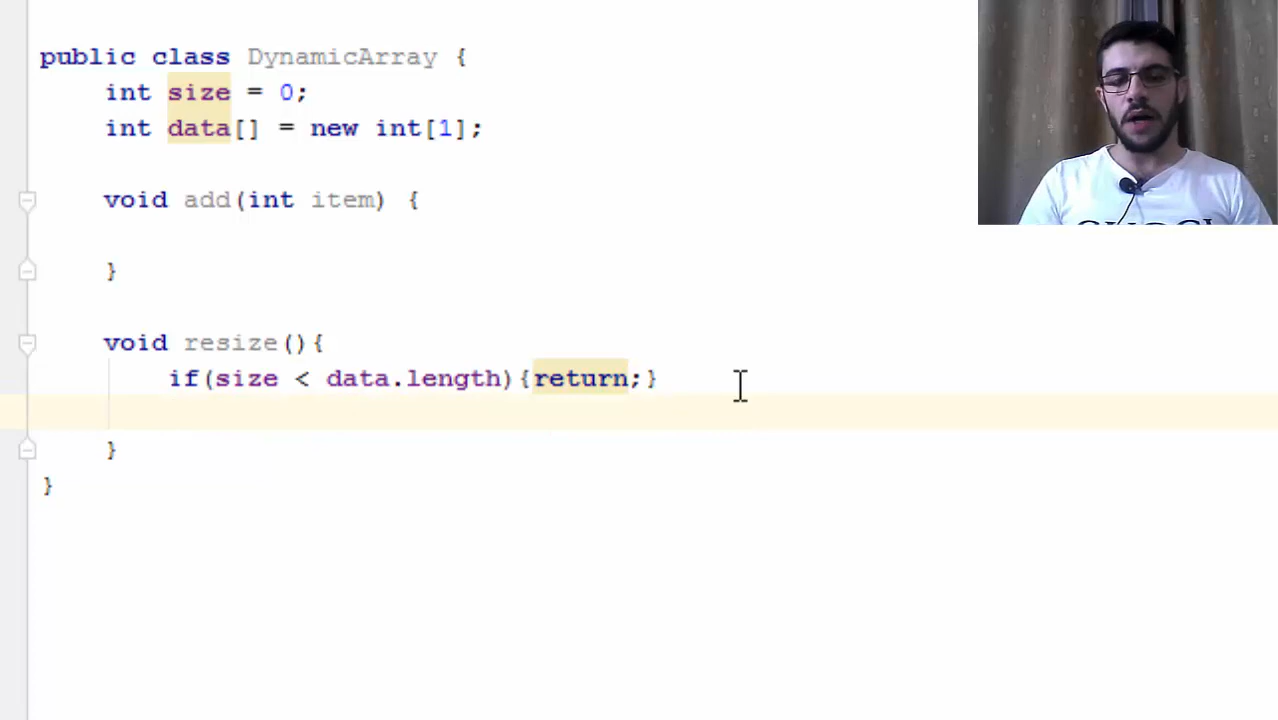 public class DynamicArray {
int size = 0;
int data[] = new int[1];
void add(int item) {
}
void resize(){
if(size < data.length){return;}
}
}